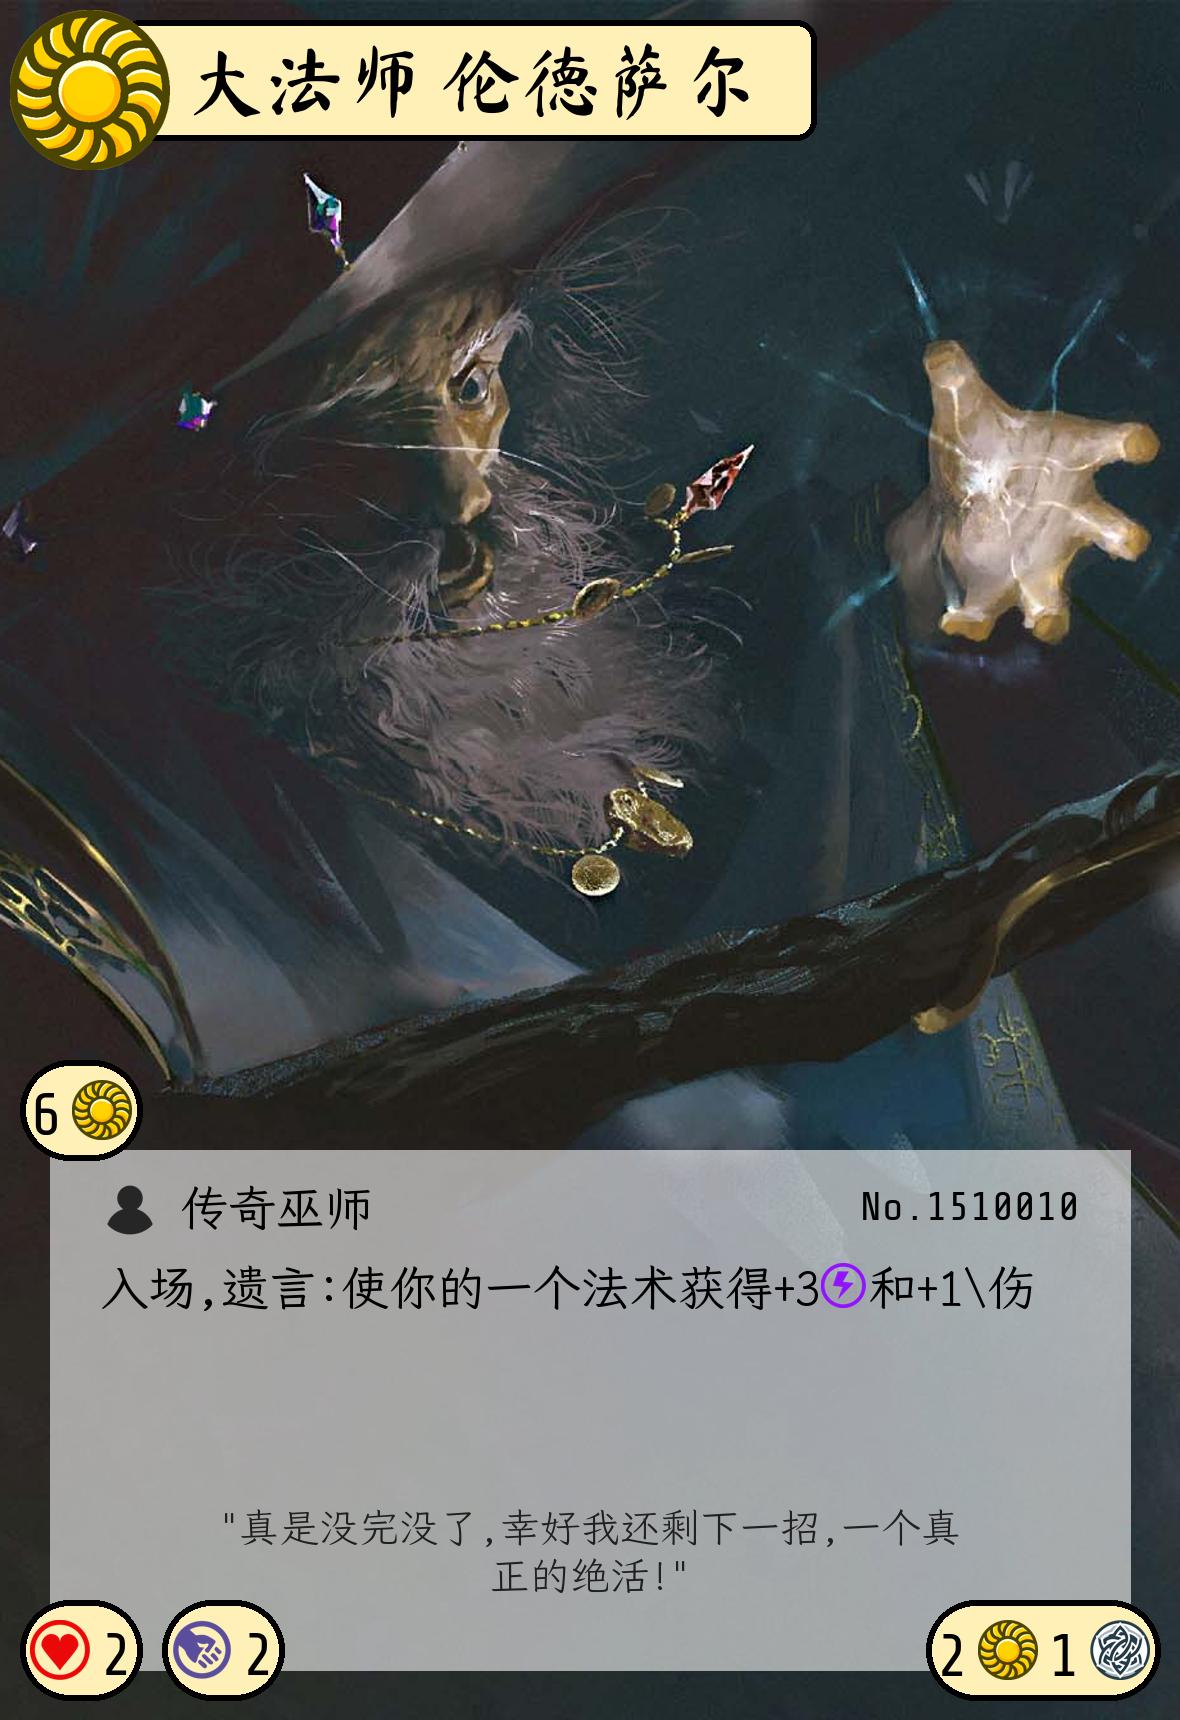 大法师 伦德萨尔
6
传奇巫师
No.1510010
入场,遗言:使你的一个法术获得+3和+1\伤
"真是没完没了,幸好我还剩下一招,一个真
正的绝活!"
2 2 2 1